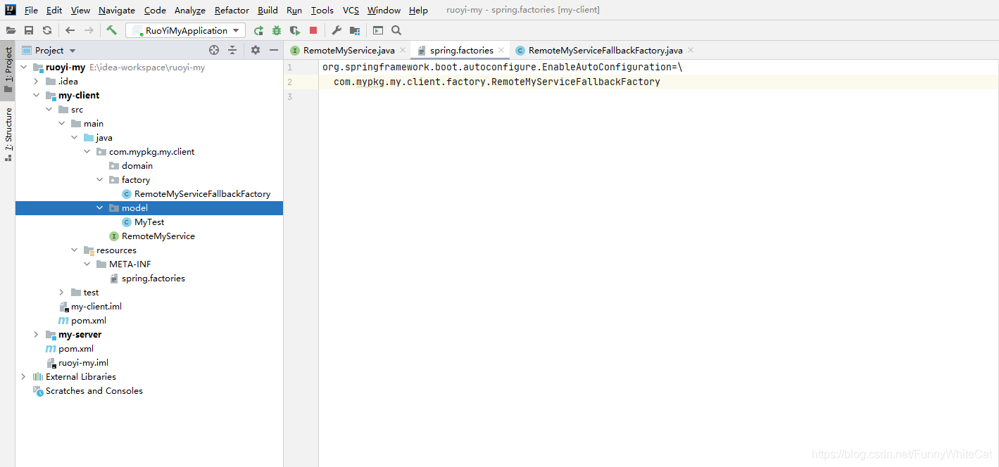 File Edit View Navigate Code Analyze Refactor Build Run Tools VCS Window Help ruoyi-my - spring.factories [my-client]
RuoYiMyApplication
1: Project
7: Structure
Project
ruoyi-my E:\idea-workspace\ruoyi-my
.idea
my-client
src
main
java
com.mypkg.my.client
domain
factory
RemoteMyServiceFallbackFactory
model
MyTest
RemoteMyService
resources
META-INF
spring.factories
test
my-client.iml
pom.xml
my-server
pom.xml
ruoyi-my.iml
External Libraries
Scratches and Consoles
RemoteMyService.java spring.factories RemoteMyServiceFallbackFactory.java
1 org.springframework.boot.autoconfigure.EnableAutoConfiguration=\
2 com.mypkg.my.client.factory.RemoteMyServiceFallbackFactory
3
https://blog.csdn.net/FunnyWhiteCat